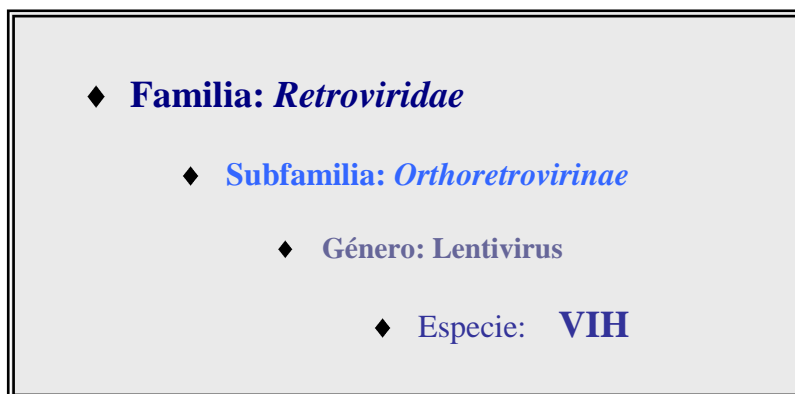 ♦ Familia: Retroviridae
♦ Subfamilia: Orthoretrovirinae
♦ Género: Lentivirus
♦ Especie: VIH